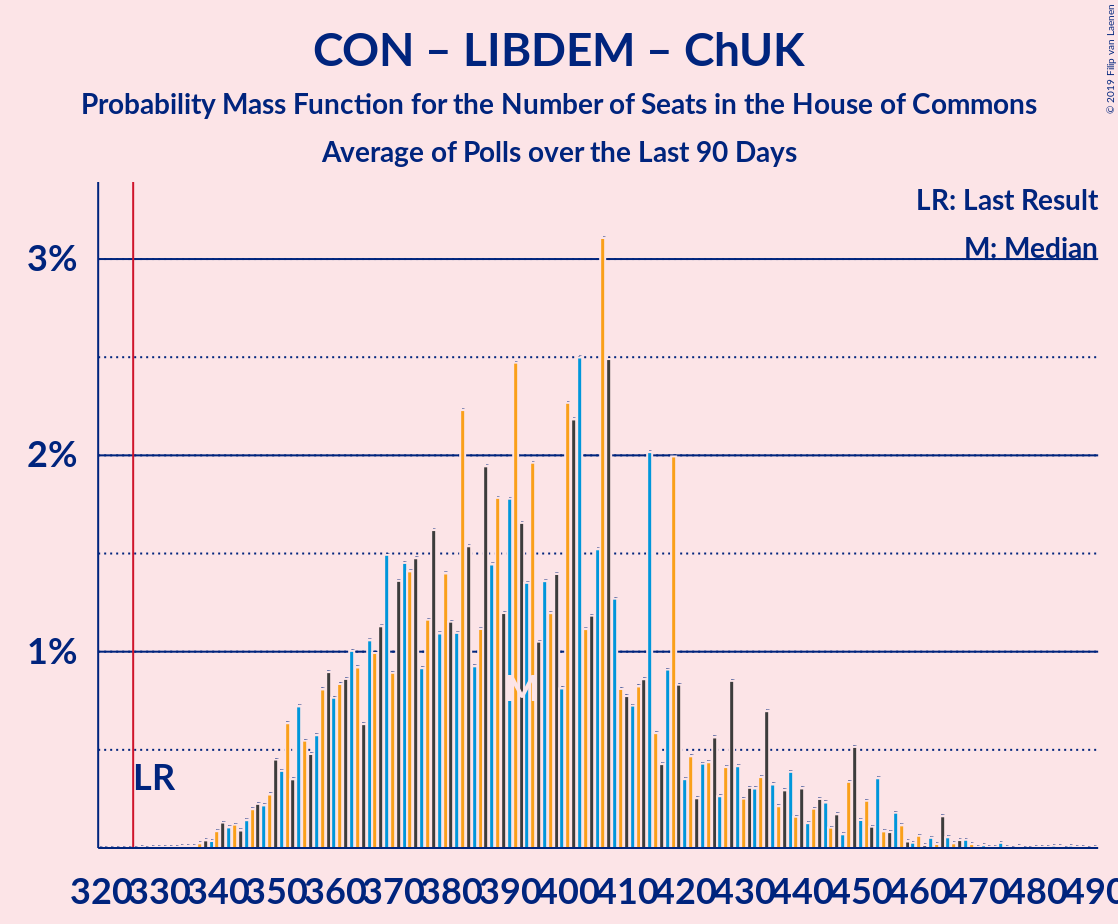 CON – LIBDEM – ChUK
Probability Mass Function for the Number of Seats in the House of Commons
Average of Polls over the Last 90 Days
© 2019 Filip van Laenen
LR: Last Result
M: Median
3%
2%
1%
M
LR
320 330 340 350 360 370 380 390 400 410 420 430 440 450 460 470 480 490